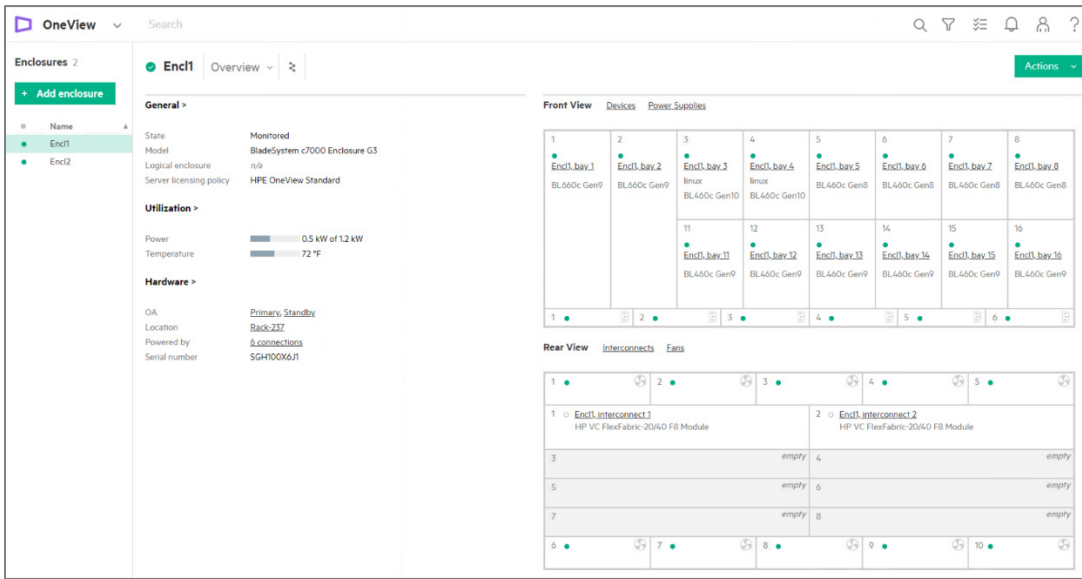 OneView Search ?
Enclosures 2
+ Add enclosure
Name
Encl1
Encl2
Encl1 Overview
Actions
General >
State Monitored
Model BladeSystem c7000 Enclosure G3
Logical enclosure n/a
Server licensing policy HPE OneView Standard
Utilization >
Power 0.5 kW of 1.2 kW
Temperature 72 °F
Hardware >
OA Primary, Standby
Location Rack-237
Powered by 6 connections
Serial number SGH100X6J1
Front View Devices Power Supplies
1 2 3 4 5 6 7 8
Encl1, bay 1 Encl1, bay 2 Encl1, bay 3 Encl1, bay 4 Encl1, bay 5 Encl1, bay 6 Encl1, bay 7 Encl1, bay 8
linux linux
BL660c Gen9 BL660c Gen9 BL460c Gen10 BL460c Gen10 BL460c Gen8 BL460c Gen8 BL460c Gen8 BL460c Gen8
11 12 13 14 15 16
Encl1, bay 11 Encl1, bay 12 Encl1, bay 13 Encl1, bay 14 Encl1, bay 15 Encl1, bay 16
BL460c Gen9 BL460c Gen9 BL460c Gen9 BL460c Gen9 BL460c Gen9 BL460c Gen9
1 2 3 4 5 6
Rear View Interconnects Fans
1 2 3 4 5
1 Encl1, interconnect 1 2 Encl1, interconnect 2
HP VC FlexFabric-20/40 F8 Module HP VC FlexFabric-20/40 F8 Module
3 empty 4 empty
5 empty 6 empty
7 empty 8 empty
6 7 8 9 10